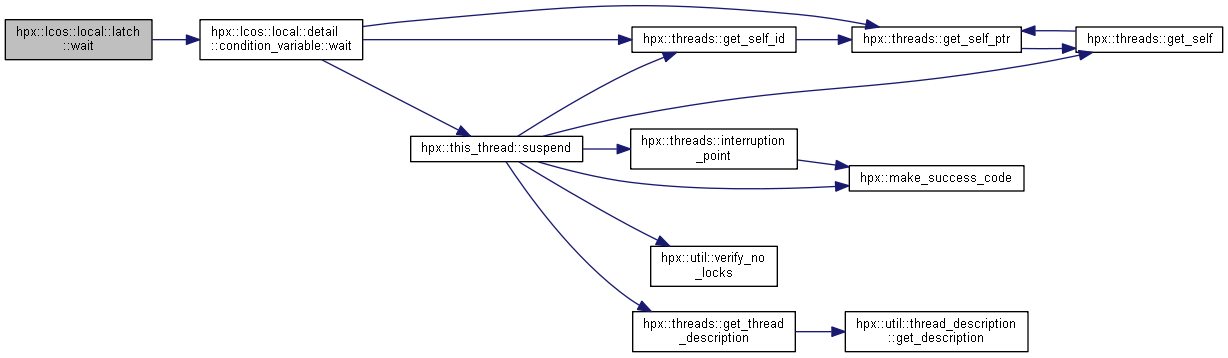 hpx::lcos::local::latch
::wait
hpx::lcos::local::detail
::condition_variable::wait
hpx::threads::get_self_id
hpx::threads::get_self_ptr
hpx::threads::get_self
hpx::this_thread::suspend
hpx::threads::interruption
_point
hpx::make_success_code
hpx::util::verify_no
_locks
hpx::threads::get_thread
_description
hpx::util::thread_description
::get_description